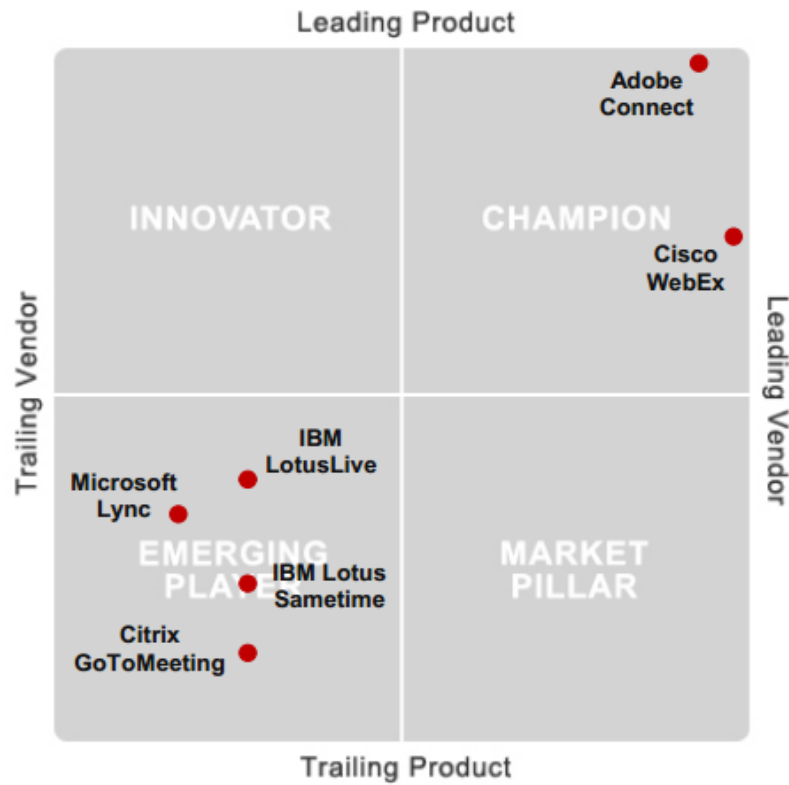 Leading Product
Adobe
Connect
INNOVATOR
CHAMPION
Cisco
WebEx
Trailing Vendor
Leading Vendor
IBM
LotusLive
Microsoft
Lync
EMERGING
PLAYER
MARKET
PILLAR
IBM Lotus
Sametime
Citrix
GoToMeeting
Trailing Product